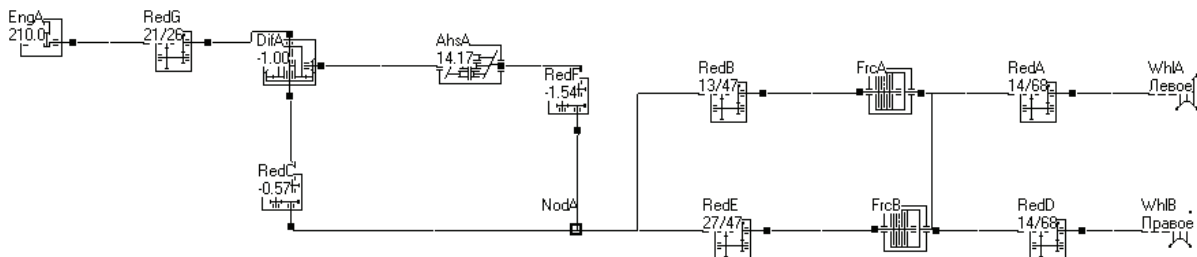 EngA
210.0
RedG
21/26
DifA
-1.00
AhsA
14.17
RedF
-1.54
RedB
13/47
FrcA
RedA
14/68
WhlA
Левое
RedC
-0.57
NodA
RedE
27/47
FrcB
RedD
14/68
WhlB
Правое